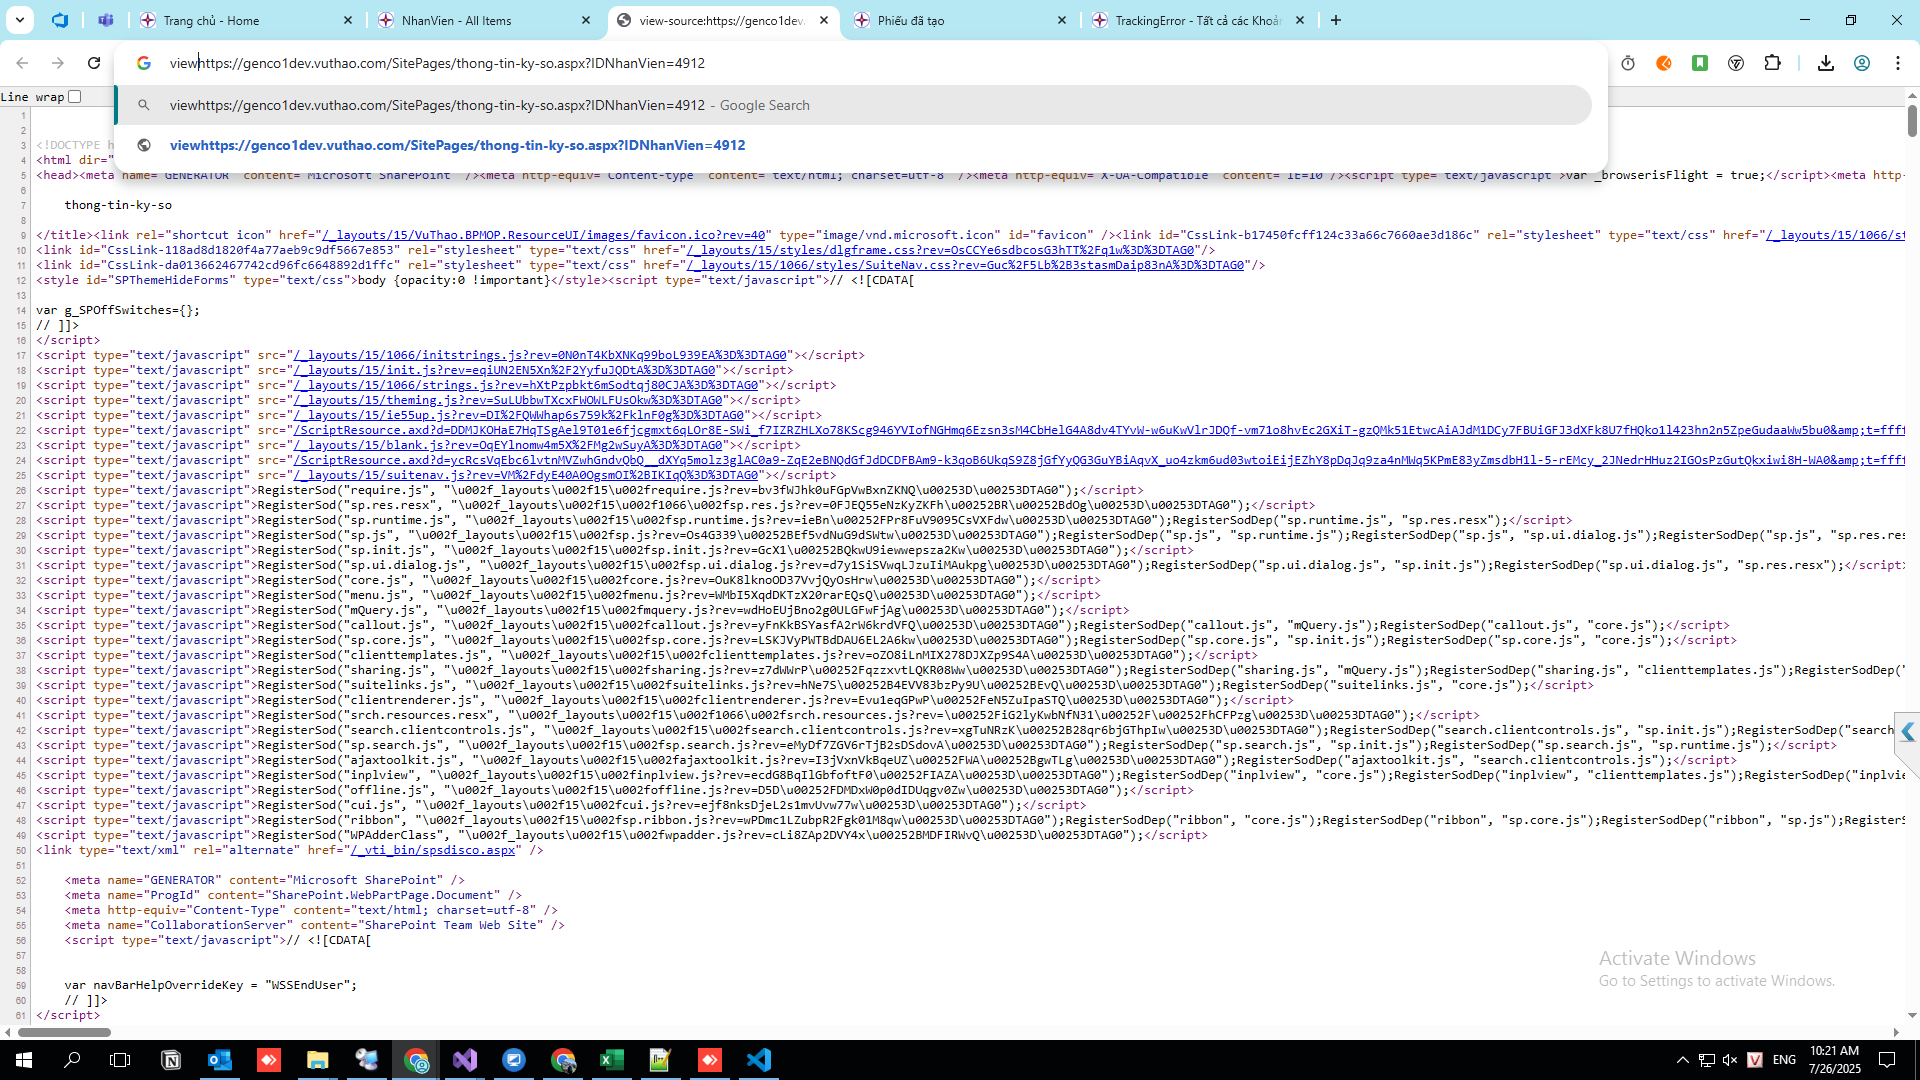 Trang chủ - Home
NhanVien - All Items
view-source:https://genco1dev.
Phiếu đã tạo
TrackingError - Tất cả các Khoản
viewhttps://genco1dev.vuthao.com/SitePages/thong-tin-ky-so.aspx?IDNhanVien=4912
viewhttps://genco1dev.vuthao.com/SitePages/thong-tin-ky-so.aspx?IDNhanVien=4912 - Google Search
viewhttps://genco1dev.vuthao.com/SitePages/thong-tin-ky-so.aspx?IDNhanVien=4912
Line wrap
1
2
3 <!DOCTYPE h
4 <html dir="
5 <head><meta name="GENERATOR" content="Microsoft SharePoint" /><meta http-equiv="Content-type" content="text/html; charset=utf-8" /><meta http-equiv="X-UA-Compatible" content="IE=10"/><script type="text/javascript">var _browserisFlight = true;</script><meta http-
6
7 thong-tin-ky-so
8
9 </title><link rel="shortcut icon" href="/_layouts/15/VuThao.BPMOP.ResourceUI/images/favicon.ico?rev=40" type="image/vnd.microsoft.icon" id="favicon" /><link id="CssLink-b17450fcff124c33a66c7660ae3d186c" rel="stylesheet" type="text/css" href="/_layouts/15/1066/st
10 <link id="CssLink-118ad8d1820f4a77aeb9c9df5667e853" rel="stylesheet" type="text/css" href="/_layouts/15/styles/dlgframe.css?rev=OsCCYe6sdbcosG3hTT%2Fq1w%3D%3DTAG0"/>
11 <link id="CssLink-da013662467742cd96fc6648892d1ffc" rel="stylesheet" type="text/css" href="/_layouts/15/1066/styles/SuiteNav.css?rev=Guc%2F5Lb%2B3stasmDaip83nA%3D%3DTAG0"/>
12 <style id="SPThemeHideForms" type="text/css">body {opacity:0 !important}</style><script type="text/javascript">// <![CDATA[
13
14 var g_SPOffSwitches={};
15 // ]]>
16 </script>
17 <script type="text/javascript" src="/_layouts/15/1066/initstrings.js?rev=0N0nT4KbXNKq99boL939EA%3D%3DTAG0"></script>
18 <script type="text/javascript" src="/_layouts/15/init.js?rev=eqiUN2EN5Xn%2F2YyfuJQDtA%3D%3DTAG0"></script>
19 <script type="text/javascript" src="/_layouts/15/1066/strings.js?rev=hXtPzpbkt6mSodtqj80CJA%3D%3DTAG0"></script>
20 <script type="text/javascript" src="/_layouts/15/theming.js?rev=SuLUbbwTXcxFWOWLFUsOkw%3D%3DTAG0"></script>
21 <script type="text/javascript" src="/_layouts/15/ie55up.js?rev=DI%2FQWWhap6s759k%2FklnF0g%3D%3DTAG0"></script>
22 <script type="text/javascript" src="/ScriptResource.axd?d=DDMJKOHaE7HqTSgAel9T01e6fjcgmxt6qLOr8E-SWi_f7IZRZHLXo78KScg946YVIofNGHmq6Ezsn3sM4CbHelG4A8dv4TYvW-w6uKwVlrJDQf-vm71o8hvEc2GXiT-gzQMk51EtwcAiAJdM1DCy7FBUiGFJ3dXFk8U7fHQko1l423hn2n5ZpeGudaaWw5bu0&amp;t=ffff
23 <script type="text/javascript" src="/_layouts/15/blank.js?rev=OqEYlnomw4m5X%2FMg2wSuyA%3D%3DTAG0"></script>
24 <script type="text/javascript" src="/ScriptResource.axd?d=ycRcsVqEbc6lvtnMVZwhGndvQbQ__dXYq5molz3glAC0a9-ZqE2eBNQdGfJdDCDFBAm9-k3qoB6UkqS9Z8jGfYyQG3GuYBiAqvX_uo4zkm6ud03wtoiEijEZhY8pDqJq9za4nMWq5KPmE83yZmsdbH1l-5-rEMcy_2JNedrHHuz2IGOsPzGutQkxiwi8H-WA0&amp;t=ffff
25 <script type="text/javascript" src="/_layouts/15/suitenav.js?rev=VM%2FdyE40A0OgsmOI%2BIKIqQ%3D%3DTAG0"></script>
26 <script type="text/javascript">RegisterSod("require.js", "\u002f_layouts\u002f15\u002frequire.js?rev=bv3fWJhk0uFGpVwBxnZKNQ\u00253D\u00253DTAG0");</script>
27 <script type="text/javascript">RegisterSod("sp.res.resx", "\u002f_layouts\u002f15\u002f1066\u002fsp.res.js?rev=0FJEQ55eNzKyZKFh\u00252BR\u00252BdOg\u00253D\u00253DTAG0");</script>
28 <script type="text/javascript">RegisterSod("sp.runtime.js", "\u002f_layouts\u002f15\u002fsp.runtime.js?rev=ieBn\u00252FPr8FuV9095CsVXFdw\u00253D\u00253DTAG0");RegisterSodDep("sp.runtime.js", "sp.res.resx");</script>
29 <script type="text/javascript">RegisterSod("sp.js", "\u002f_layouts\u002f15\u002fsp.js?rev=Os4G339\u00252BEf5vdNuG9dSWtw\u00253D\u00253DTAG0");RegisterSodDep("sp.js", "sp.runtime.js");RegisterSodDep("sp.js", "sp.ui.dialog.js");RegisterSodDep("sp.js", "sp.res.res
30 <script type="text/javascript">RegisterSod("sp.init.js", "\u002f_layouts\u002f15\u002fsp.init.js?rev=GcX1\u00252BQkwU9iewwepsza2Kw\u00253D\u00253DTAG0");</script>
31 <script type="text/javascript">RegisterSod("sp.ui.dialog.js", "\u002f_layouts\u002f15\u002fsp.ui.dialog.js?rev=d7y1SiSVwqLJzuIiMAukpg\u00253D\u00253DTAG0");RegisterSodDep("sp.ui.dialog.js", "sp.init.js");RegisterSodDep("sp.ui.dialog.js", "sp.res.resx");</script>
32 <script type="text/javascript">RegisterSod("core.js", "\u002f_layouts\u002f15\u002fcore.js?rev=OuK8lknoOD37VvjQyOsHrw\u00253D\u00253DTAG0");</script>
33 <script type="text/javascript">RegisterSod("menu.js", "\u002f_layouts\u002f15\u002fmenu.js?rev=WMbI5XqdDKTzX20rarEQsQ\u00253D\u00253DTAG0");</script>
34 <script type="text/javascript">RegisterSod("mQuery.js", "\u002f_layouts\u002f15\u002fmquery.js?rev=wdHoEUjBno2g0ULGFwFjAg\u00253D\u00253DTAG0");</script>
35 <script type="text/javascript">RegisterSod("callout.js", "\u002f_layouts\u002f15\u002fcallout.js?rev=yFnKkBSYasfA2rW6krdVFQ\u00253D\u00253DTAG0");RegisterSodDep("callout.js", "mQuery.js");RegisterSodDep("callout.js", "core.js");</script>
36 <script type="text/javascript">RegisterSod("sp.core.js", "\u002f_layouts\u002f15\u002fsp.core.js?rev=LSKJVyPWTBdDAU6EL2A6kw\u00253D\u00253DTAG0");RegisterSodDep("sp.core.js", "sp.init.js");RegisterSodDep("sp.core.js", "core.js");</script>
37 <script type="text/javascript">RegisterSod("clienttemplates.js", "\u002f_layouts\u002f15\u002fclienttemplates.js?rev=oZO8iLnMIX278DJXZp9S4A\u00253D\u00253DTAG0");</script>
38 <script type="text/javascript">RegisterSod("sharing.js", "\u002f_layouts\u002f15\u002fsharing.js?rev=z7dWWrP\u00252FqzzxvtLQKR08Ww\u00253D\u00253DTAG0");RegisterSodDep("sharing.js", "mQuery.js");RegisterSodDep("sharing.js", "clienttemplates.js");RegisterSodDep("
39 <script type="text/javascript">RegisterSod("suitelinks.js", "\u002f_layouts\u002f15\u002fsuitelinks.js?rev=hNe7S\u00252B4EVV83bzPy9U\u00252BEvQ\u00253D\u00253DTAG0");RegisterSodDep("suitelinks.js", "core.js");</script>
40 <script type="text/javascript">RegisterSod("clientrenderer.js", "\u002f_layouts\u002f15\u002fclientrenderer.js?rev=Evu1eqGPwP\u00252FeN5ZuIpaSTQ\u00253D\u00253DTAG0");</script>
41 <script type="text/javascript">RegisterSod("srch.resources.resx", "\u002f_layouts\u002f15\u002f1066\u002fsrch.resources.js?rev=\u00252FiG2lyKwbNfN31\u00252F\u00252FhCFPzg\u00253D\u00253DTAG0");</script>
42 <script type="text/javascript">RegisterSod("search.clientcontrols.js", "\u002f_layouts\u002f15\u002fsearch.clientcontrols.js?rev=xgTuNRzK\u00252B28qr6bjGThpIw\u00253D\u00253DTAG0");RegisterSodDep("search.clientcontrols.js", "sp.init.js");RegisterSodDep("search
43 <script type="text/javascript">RegisterSod("sp.search.js", "\u002f_layouts\u002f15\u002fsp.search.js?rev=eMyDf7ZGV6rTjB2sDSdovA\u00253D\u00253DTAG0");RegisterSodDep("sp.search.js", "sp.init.js");RegisterSodDep("sp.search.js", "sp.runtime.js");</script>
44 <script type="text/javascript">RegisterSod("ajaxtoolkit.js", "\u002f_layouts\u002f15\u002fajaxtoolkit.js?rev=I3jVxnVkBqeUZ\u00252FWA\u00252BgwTLg\u00253D\u00253DTAG0");RegisterSodDep("ajaxtoolkit.js", "search.clientcontrols.js");</script>
45 <script type="text/javascript">RegisterSod("inplview", "\u002f_layouts\u002f15\u002finplview.js?rev=ecdG8BqIlGbfoftF0\u00252FIAZA\u00253D\u00253DTAG0");RegisterSodDep("inplview", "core.js");RegisterSodDep("inplview", "clienttemplates.js");RegisterSodDep("inplvie
46 <script type="text/javascript">RegisterSod("offline.js", "\u002f_layouts\u002f15\u002foffline.js?rev=D5D\u00252FDMDxW0p0dIDUqgv0Zw\u00253D\u00253DTAG0");</script>
47 <script type="text/javascript">RegisterSod("cui.js", "\u002f_layouts\u002f15\u002fcui.js?rev=ejf8nksDjeL2s1mvUvw77w\u00253D\u00253DTAG0");</script>
48 <script type="text/javascript">RegisterSod("ribbon", "\u002f_layouts\u002f15\u002fsp.ribbon.js?rev=wPDmc1LZubpR2Fgk01M8qw\u00253D\u00253DTAG0");RegisterSodDep("ribbon", "core.js");RegisterSodDep("ribbon", "sp.core.js");RegisterSodDep("ribbon", "sp.js");RegisterS
49 <script type="text/javascript">RegisterSod("WPAdderClass", "\u002f_layouts\u002f15\u002fwpadder.js?rev=cLi8ZAp2DVY4x\u00252BMDFIRWvQ\u00253D\u00253DTAG0");</script>
50 <link type="text/xml" rel="alternate" href="/_vti_bin/spsdisco.aspx" />
51
52 <meta name="GENERATOR" content="Microsoft SharePoint" />
53 <meta name="ProgId" content="SharePoint.WebPartPage.Document" />
54 <meta http-equiv="Content-Type" content="text/html; charset=utf-8" />
55 <meta name="CollaborationServer" content="SharePoint Team Web Site" />
56 <script type="text/javascript">// <![CDATA[
57
58
59 var navBarHelpOverrideKey = "WSSEndUser";
60 // ]]>
61 </script>
Activate Windows
Go to Settings to activate Windows.
ENG
10:21 AM
7/26/2025